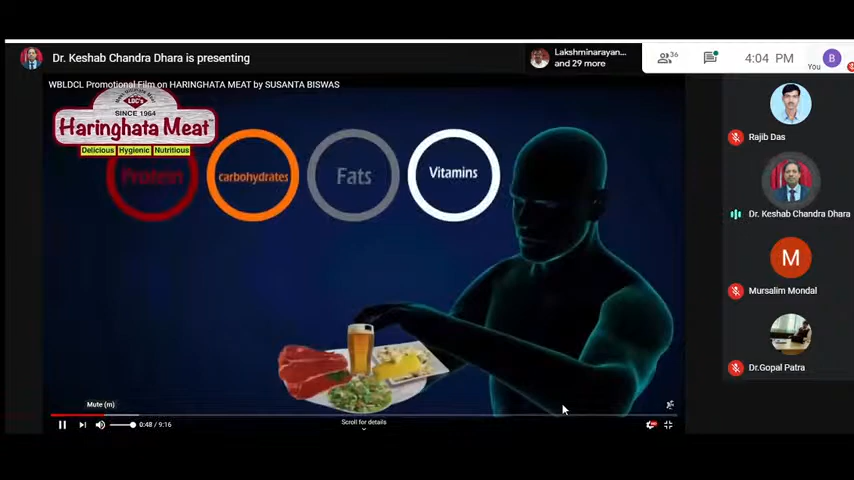 Dr. Keshab Chandra Dhara is presenting
Lakshminarayan...
and 29 more
36
4:04 PM
You
B
WBLDCL Promotional Film on HARINGHATA MEAT by SUSANTA BISWAS
LDC's
SINCE 1964
Haringhata Meat
Delicious Hygienic Nutritious
Protein
carbohydrates
Fats
Vitamins
Rajib Das
Dr. Keshab Chandra Dhara
M
Mursalim Mondal
Dr.Gopal Patra
Mute (m)
0:48 / 9:16
Scroll for details